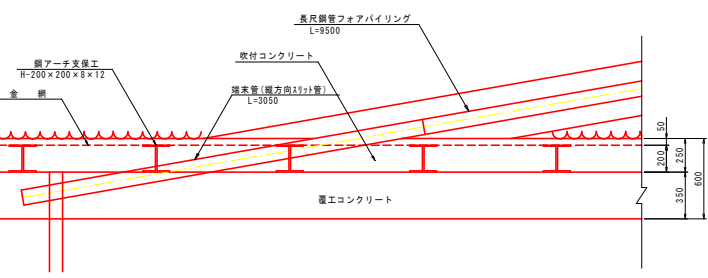 長尺鋼管フォアパイリング
L=9500
吹付コンクリート
鋼アーチ支保工
H-200×200×8×12
金　網
端末管(縦方向スリット管)
L=3050
覆工コンクリート
50
200
250
350
600